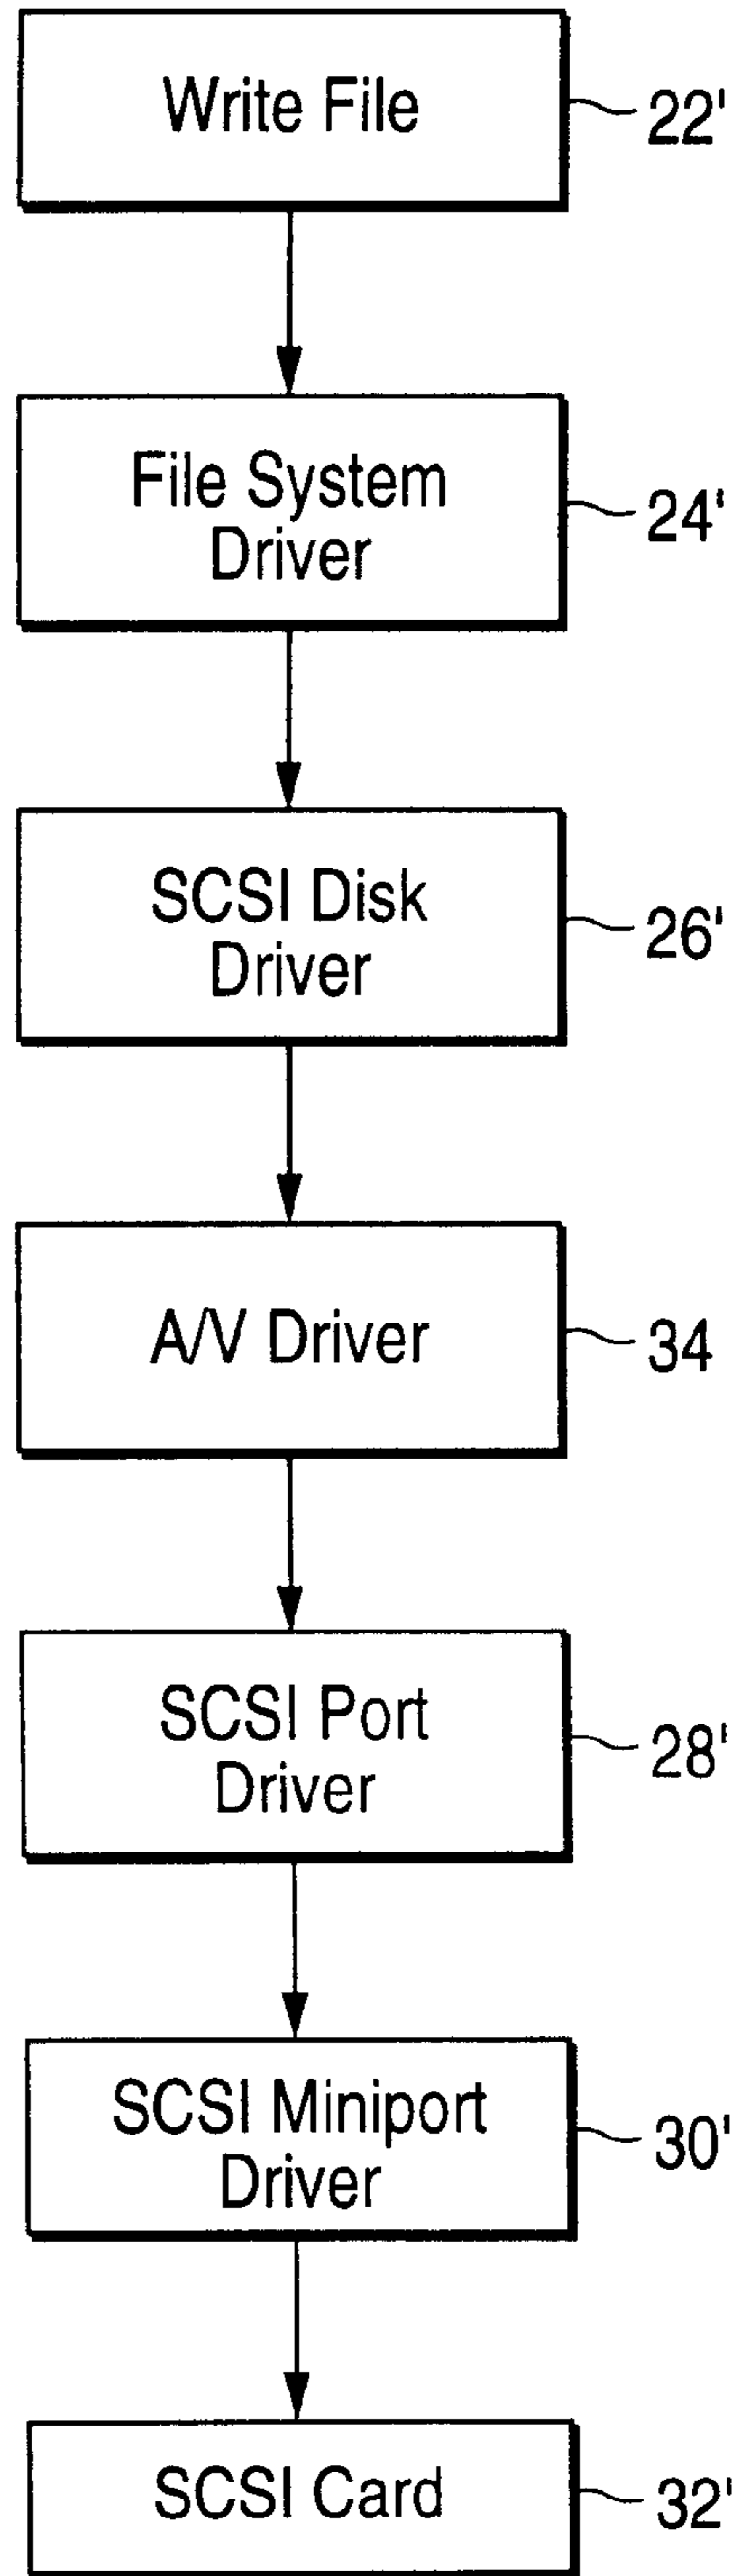 Write File
22'
File System
Driver
24'
SCSI Disk
Driver
26'
A/V Driver
34
SCSI Port
Driver
28'
SCSI Miniport
Driver
30'
SCSI Card
32'